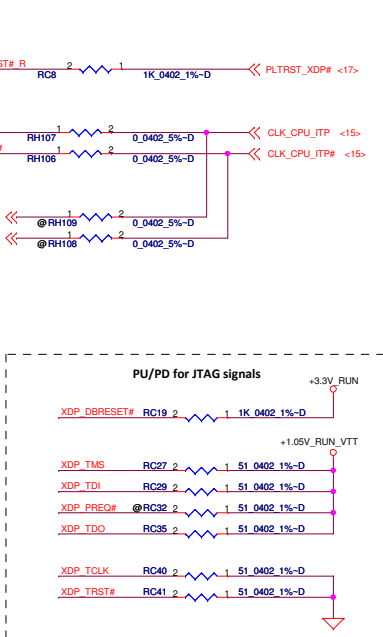 ST#_R RC8 2 1 1K_0402_1%~D PLTRST_XDP# <17>
RH107 1 2 0_0402_5%~D CLK_CPU_ITP <15>
# RH106 1 2 0_0402_5%~D CLK_CPU_ITP# <15>
@RH109 1 2 0_0402_5%~D
@RH108 1 2 0_0402_5%~D
PU/PD for JTAG signals
+3.3V_RUN
XDP_DBRESET# RC19 2 1 1K_0402_1%~D
+1.05V_RUN_VTT
XDP_TMS RC27 2 1 51_0402_1%~D
XDP_TDI RC29 2 1 51_0402_1%~D
XDP_PREQ# @RC32 2 1 51_0402_1%~D
XDP_TDO RC35 2 1 51_0402_1%~D
XDP_TCLK RC40 2 1 51_0402_1%~D
XDP_TRST# RC41 2 1 51_0402_1%~D